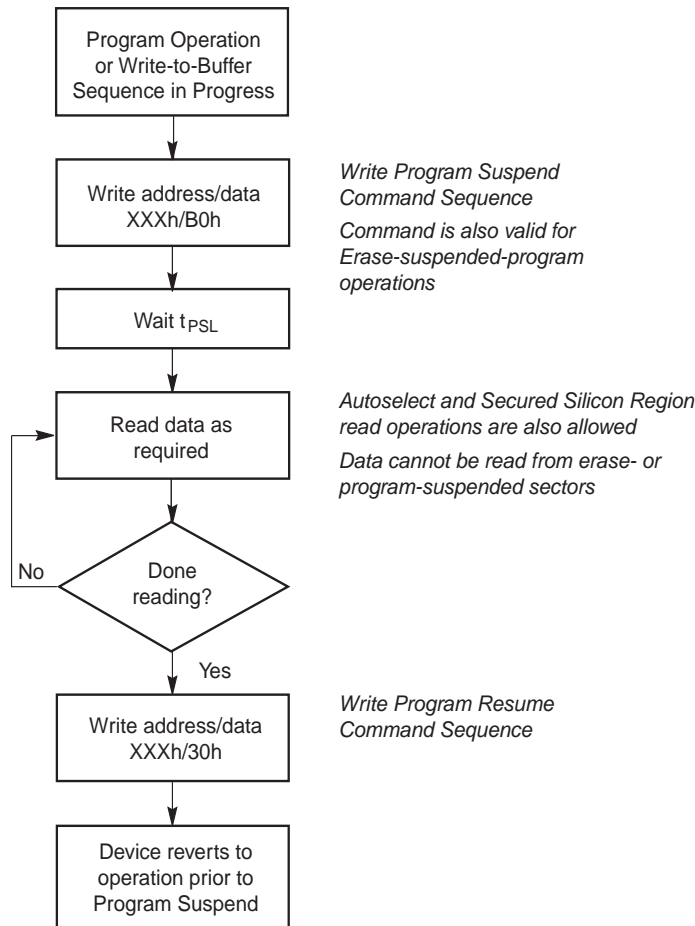 Program Operation
or Write-to-Buffer
Sequence in Progress
Write address/data
XXXh/B0h
Write Program Suspend
Command Sequence
Command is also valid for
Erase-suspended-program
operations
Wait tPSL
Read data as
required
Autoselect and Secured Silicon Region
read operations are also allowed
Data cannot be read from erase- or
program-suspended sectors
No
Done
reading?
Yes
Write address/data
XXXh/30h
Write Program Resume
Command Sequence
Device reverts to
operation prior to
Program Suspend